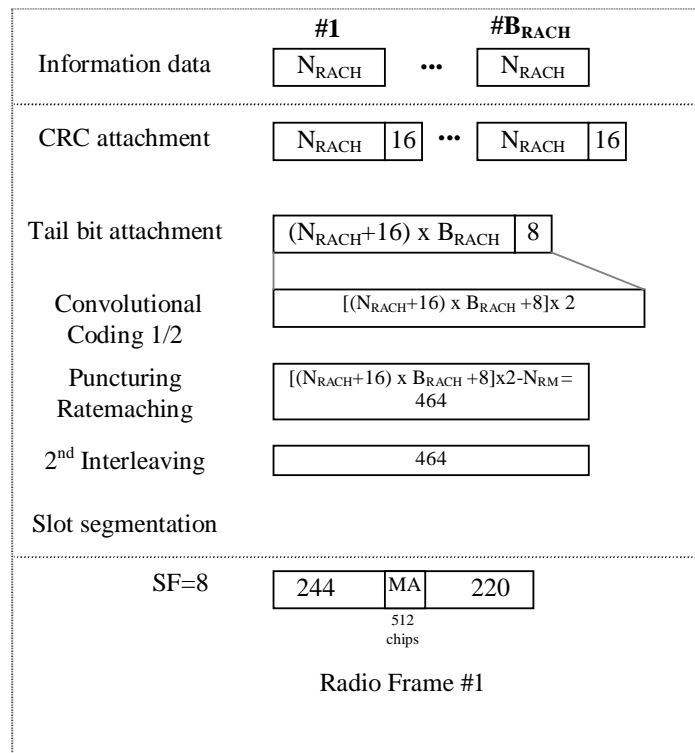 #1 #B_RACH
Information data N_RACH ... N_RACH
CRC attachment N_RACH 16 ... N_RACH 16
Tail bit attachment (N_RACH+16) x B_RACH 8
Convolutional
Coding 1/2
[(N_RACH+16) x B_RACH +8]x 2
Puncturing
Ratemaching
[(N_RACH+16) x B_RACH +8]x2-N_RM =
464
2nd Interleaving 464
Slot segmentation
SF=8 244 MA 220
512
chips
Radio Frame #1